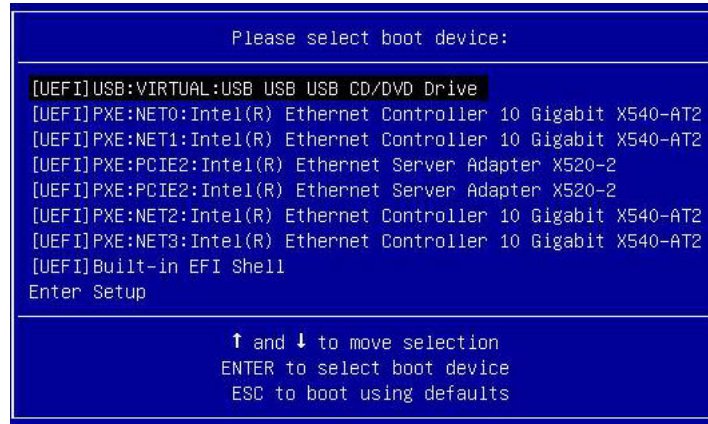 Please select boot device:
[UEFI]USB:VIRTUAL:USB USB USB CD/DVD Drive
[UEFI]PXE:NET0:Intel(R) Ethernet Controller 10 Gigabit X540-AT2
[UEFI]PXE:NET1:Intel(R) Ethernet Controller 10 Gigabit X540-AT2
[UEFI]PXE:PCIE2:Intel(R) Ethernet Server Adapter X520-2
[UEFI]PXE:PCIE2:Intel(R) Ethernet Server Adapter X520-2
[UEFI]PXE:NET2:Intel(R) Ethernet Controller 10 Gigabit X540-AT2
[UEFI]PXE:NET3:Intel(R) Ethernet Controller 10 Gigabit X540-AT2
[UEFI]Built-in EFI Shell
Enter Setup
↑ and ↓ to move selection
ENTER to select boot device
ESC to boot using defaults